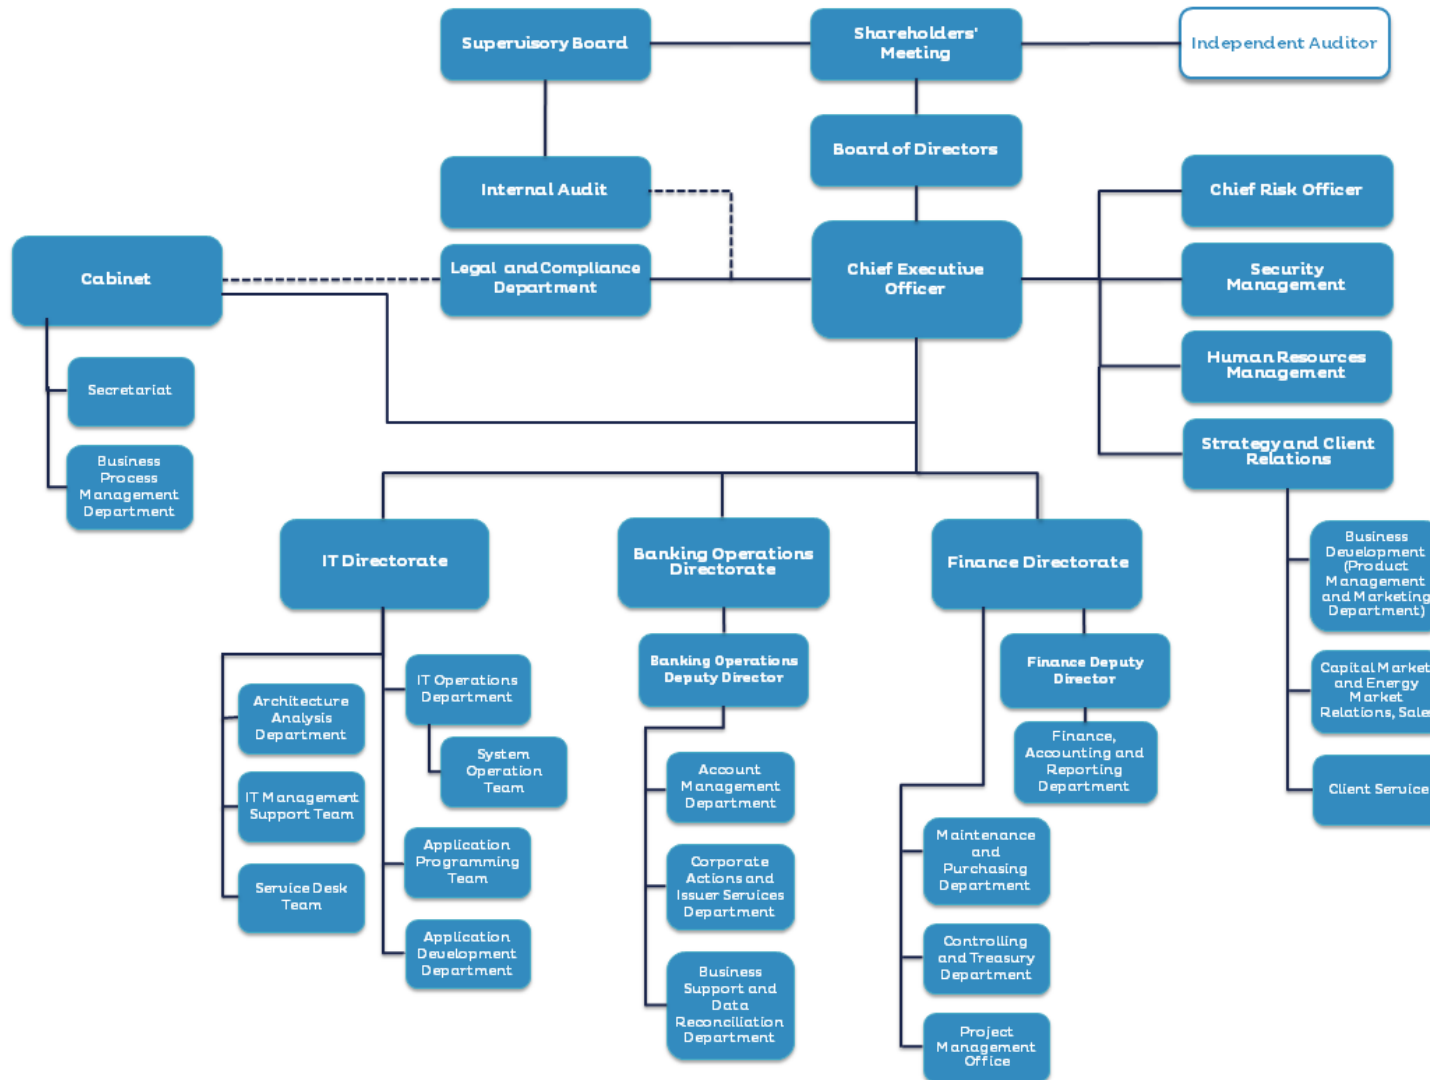 Supervisory Board
Shareholders'
Meeting
Independent Auditor
Board of Directors
Internal Audit
Chief Risk Officer
Cabinet
Legal and Compliance
Department
Chief Executive
Officer
Security
Management
Human Resources
Management
Secretariat
Strategy and Client
Relations
Business
Process
Management
Department
IT Directorate
Banking Operations
Directorate
Finance Directorate
Business
Development
(Product
Management
and Marketing
Department)
Banking Operations
Deputy Director
Finance Deputy
Director
IT Operations
Department
Architecture
Analysis
Department
Capital Market
and Energy
Market
Relations, Sales
System
Operation
Team
Finance,
Accounting and
Reporting
Department
Account
Management
Department
IT Management
Support Team
Client Service
Application
Programming
Team
Maintenance
and
Purchasing
Department
Corporate
Actions and
Issuer Services
Department
Service Desk
Team
Application
Development
Department
Controlling
and Treasury
Department
Business
Support and
Data
Reconciliation
Department
Project
Management
Office